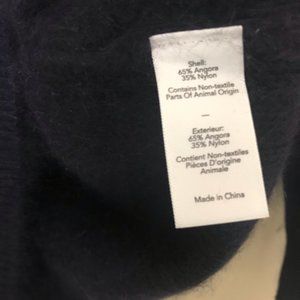 Shell:
65% Angora
35% Nylon
Contains Non-textile
Parts Of Animal Origin
—
Exterieur:
65% Angora
35% Nylon
Contient Non-textiles
Pièces D'origine
Animale
Made in China